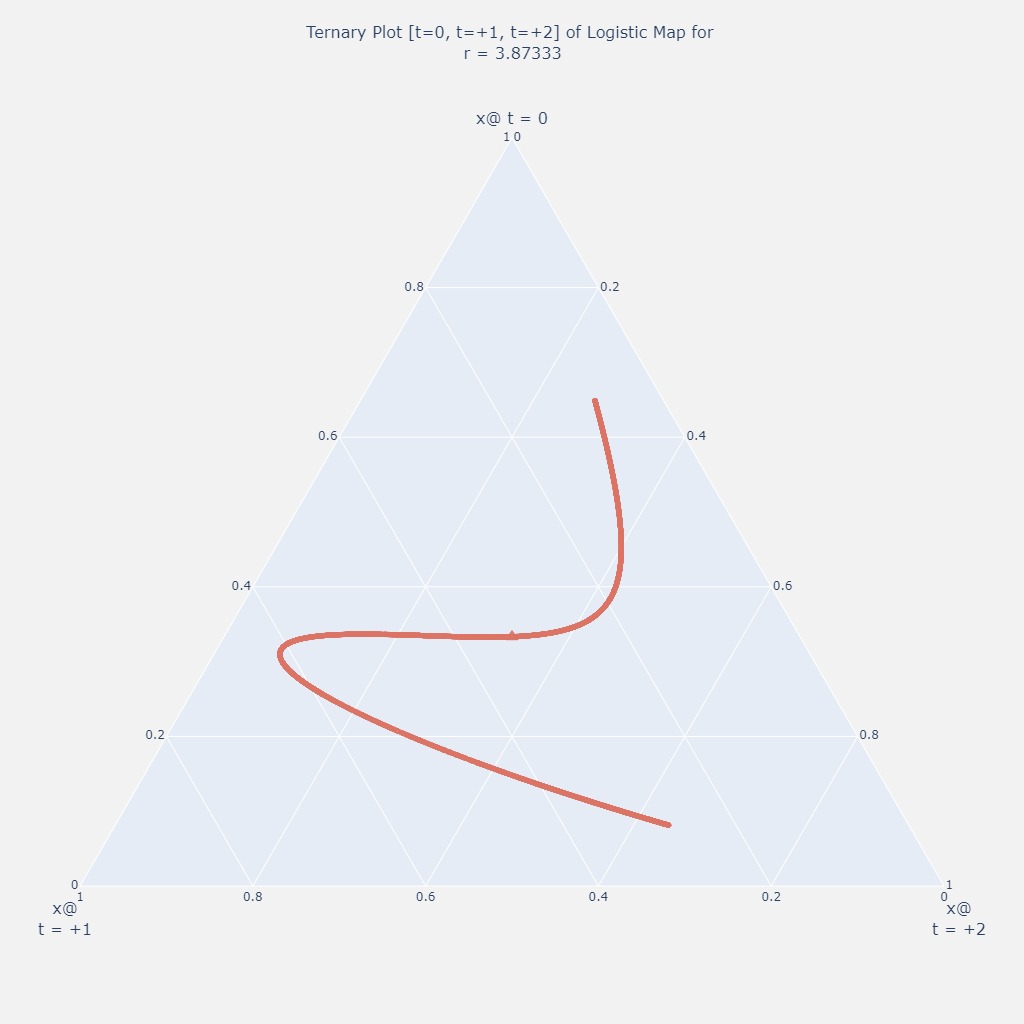 Ternary Plot [t=0, t=+1, t=+2] of Logistic Map for
r = 3.87333
x@ t = 0
1 0
0.8 0.2
0.6 0.4
0.4 0.6
0.2 0.8
0 1
1 0.8 0.6 0.4 0.2 0
x@ x@
t = +1 t = +2